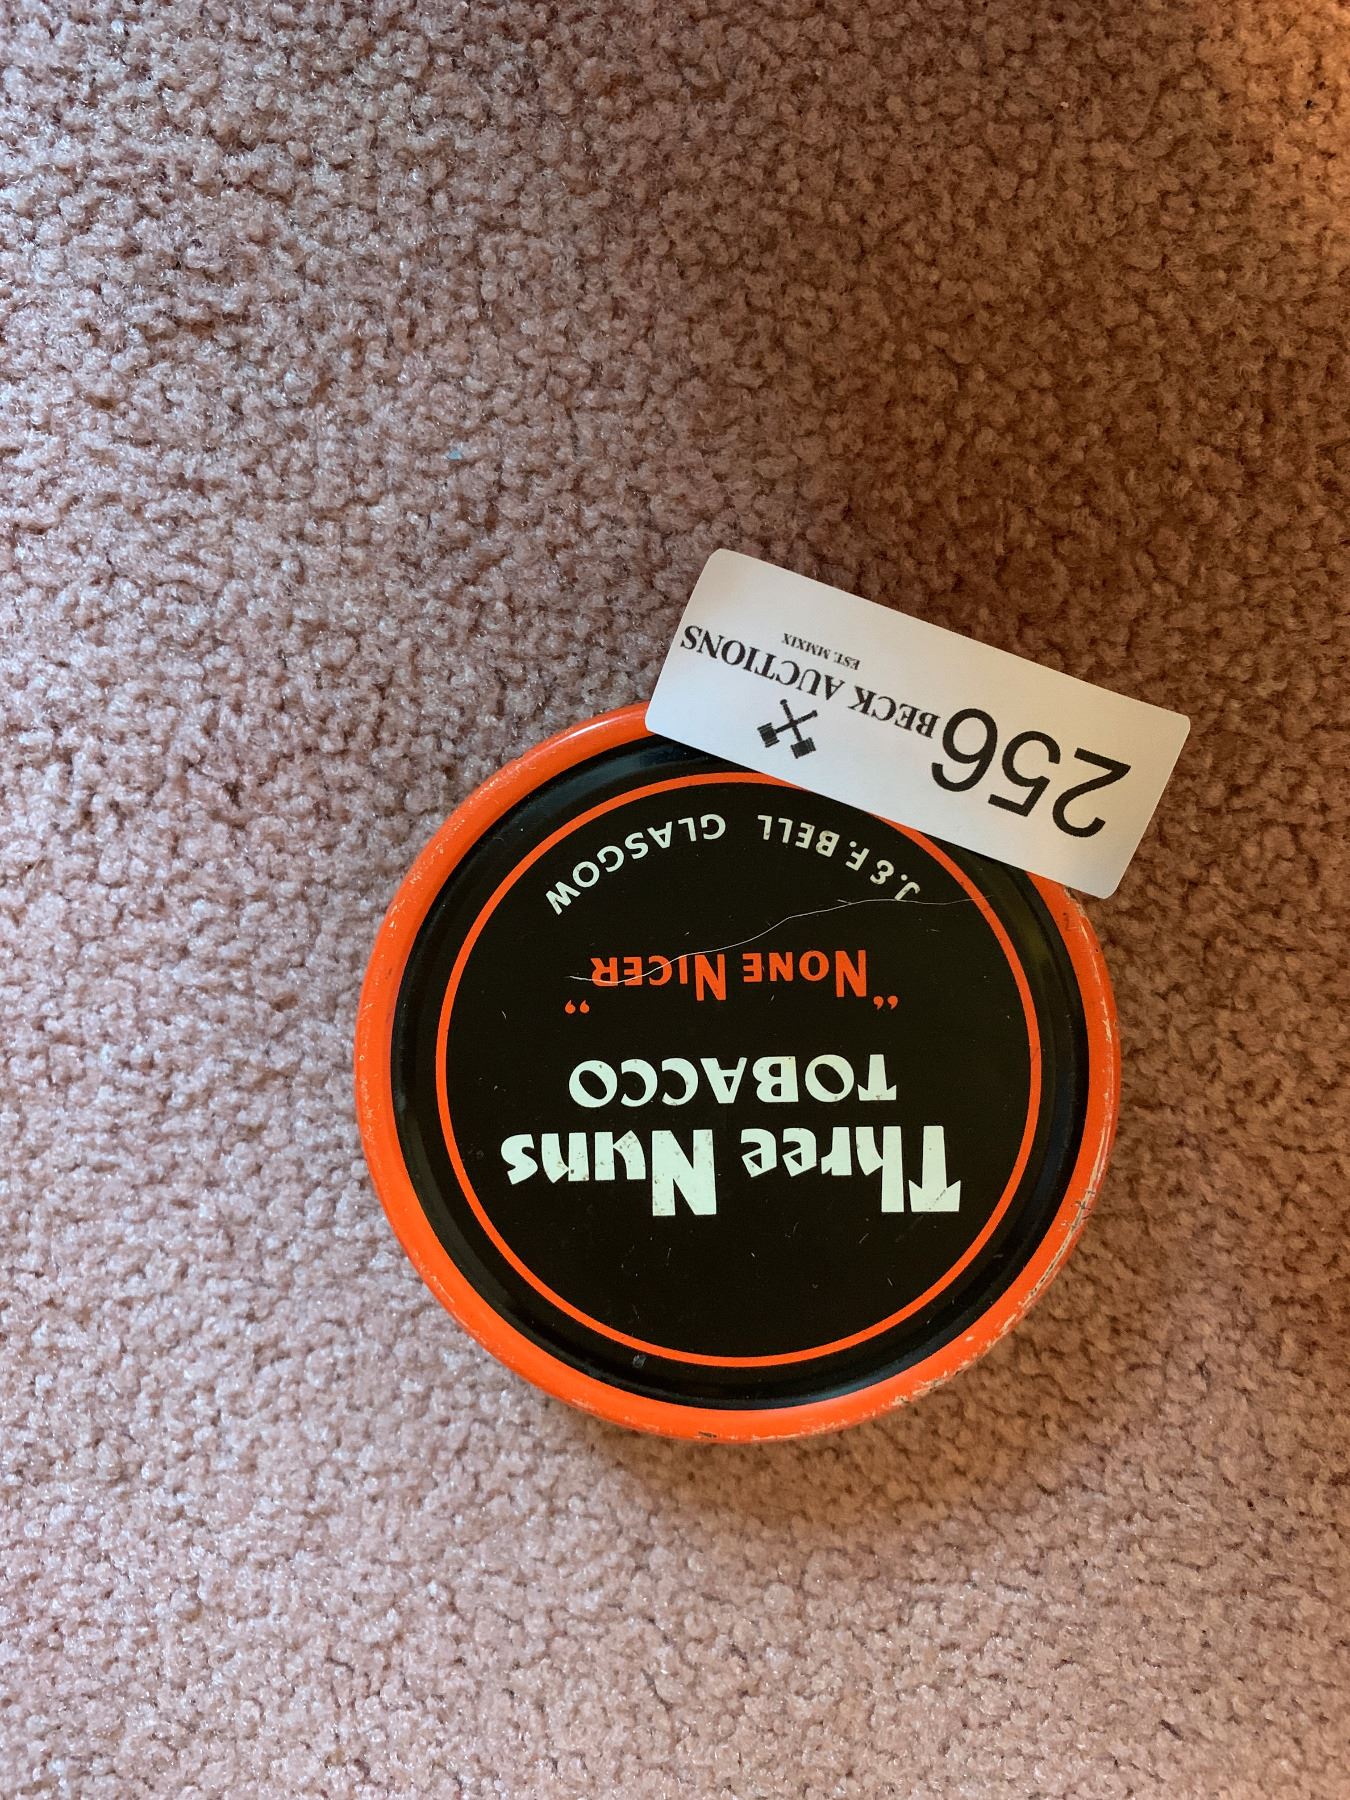 Three Nuns
TOBACCO
"None Nicer"
J. & F. BELL GLASGOW
256
BECK AUCTIONS
EST. MMXIX